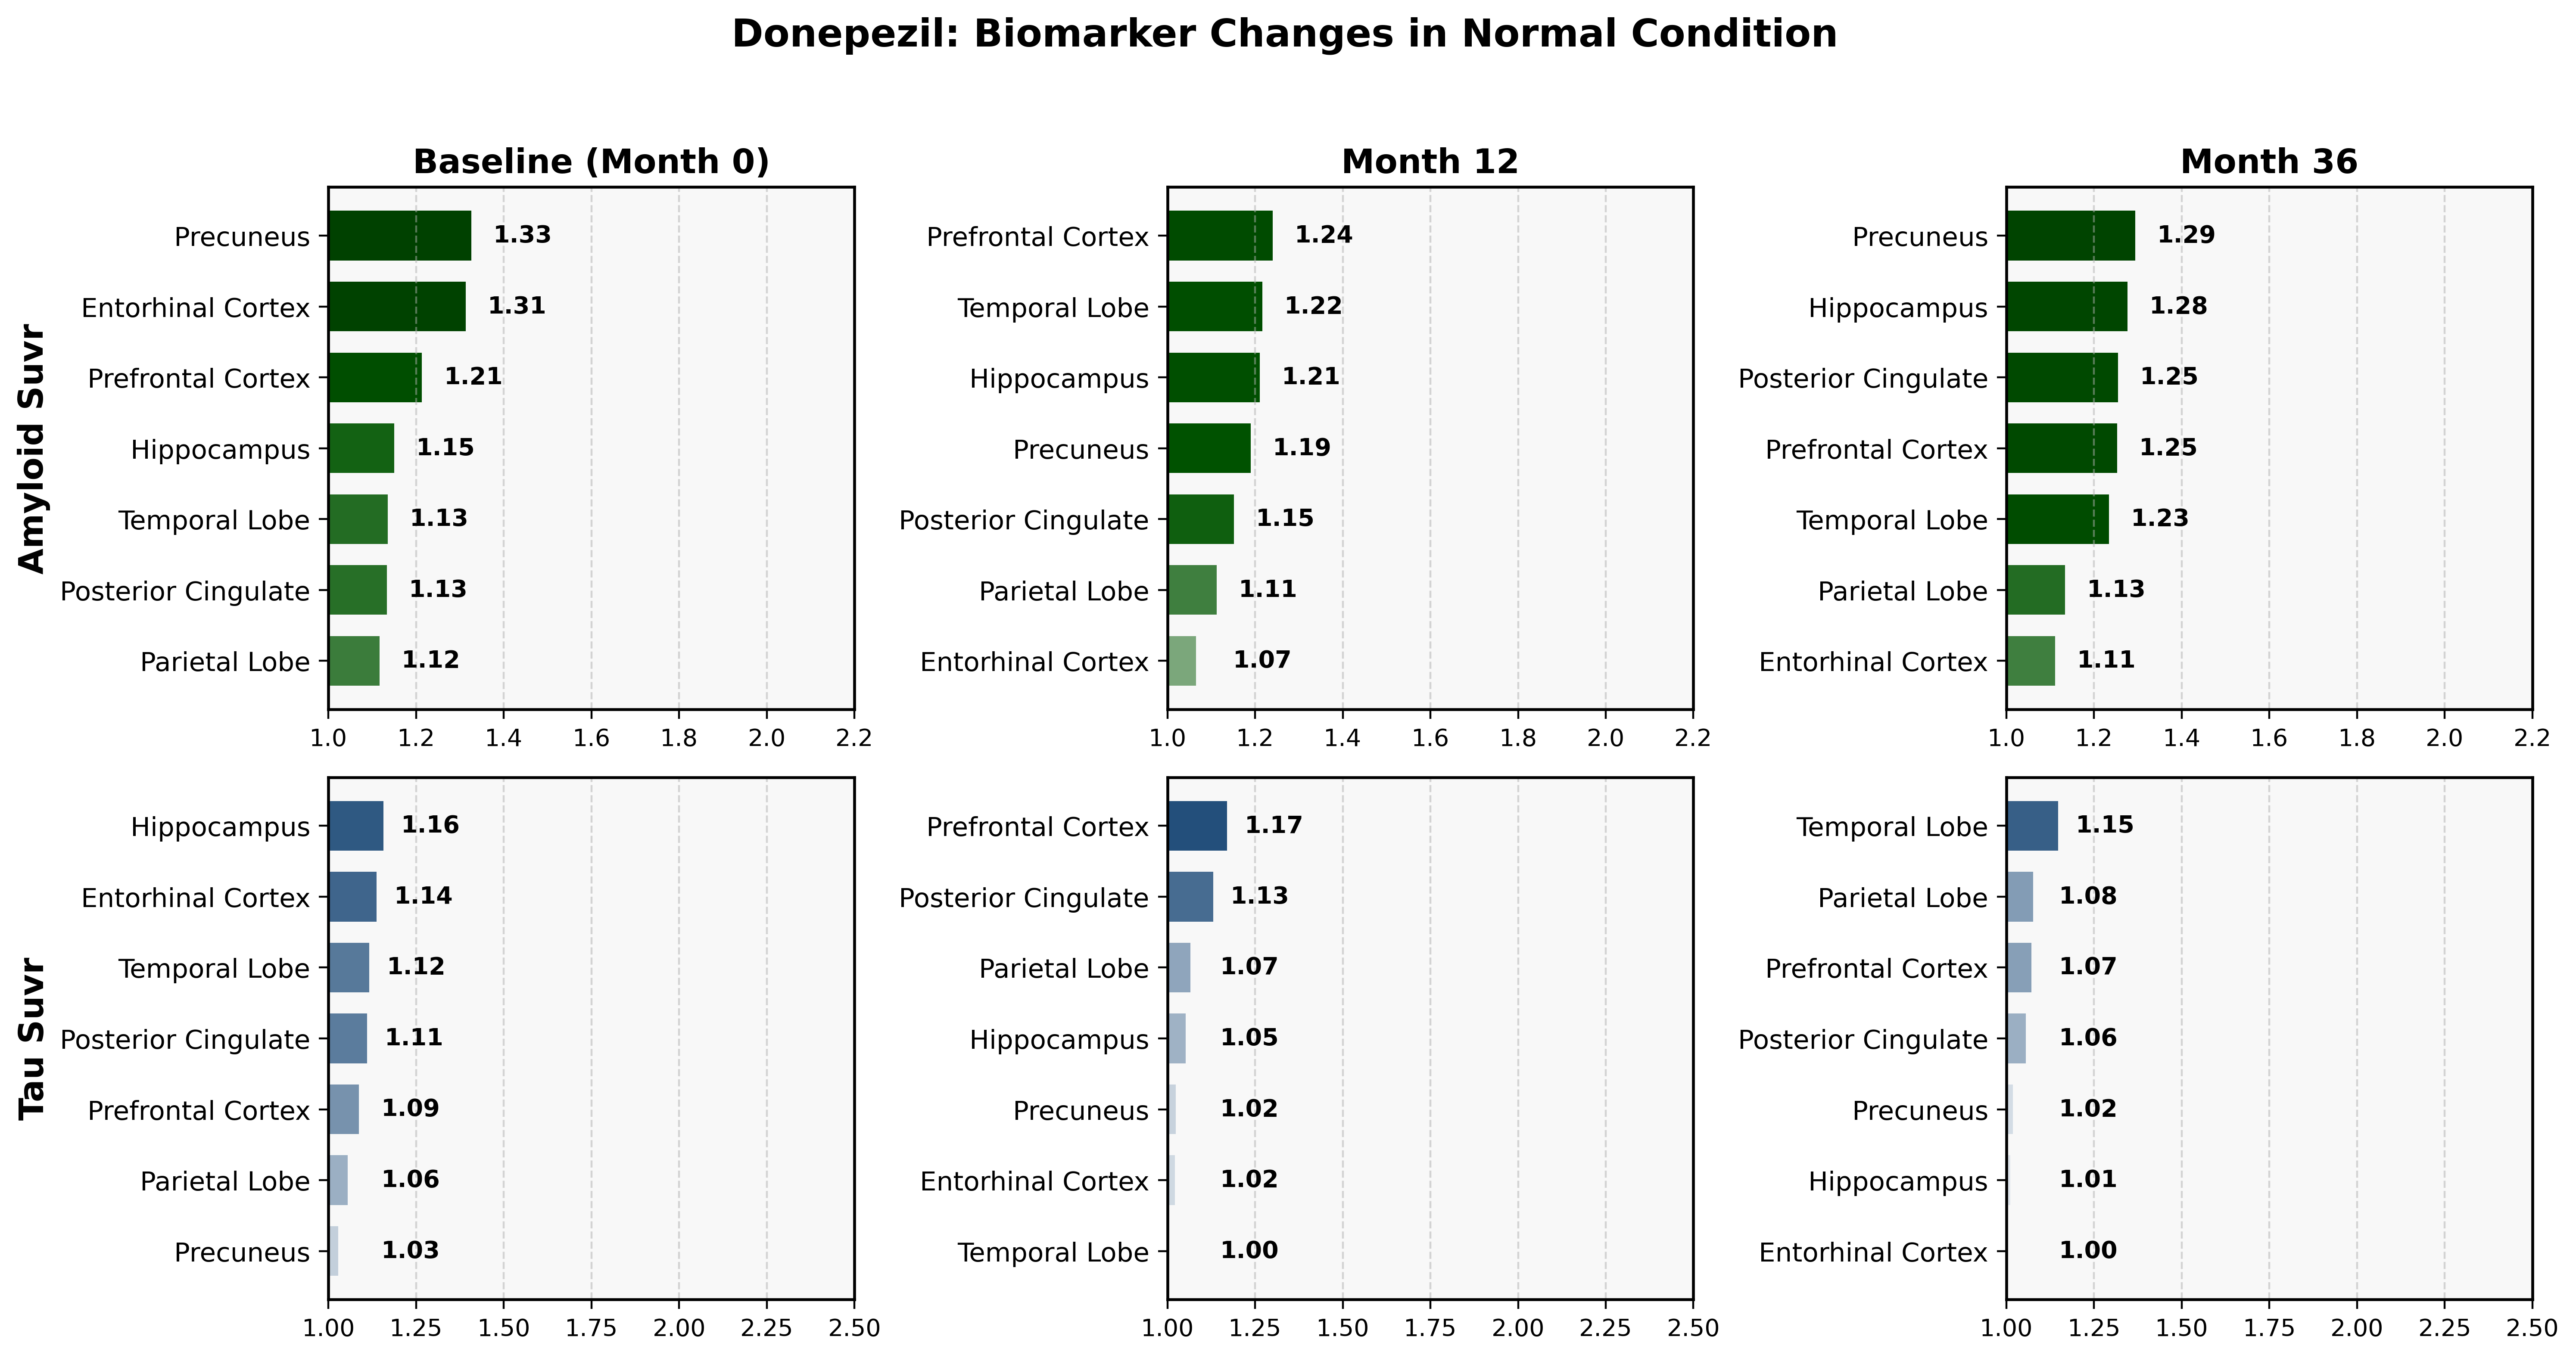 Donepezil: Biomarker Changes in Normal Condition
Baseline (Month 0)
Amyloid Suvr
Precuneus 1.33
Entorhinal Cortex 1.31
Prefrontal Cortex 1.21
Hippocampus 1.15
Temporal Lobe 1.13
Posterior Cingulate 1.13
Parietal Lobe 1.12
1.0 1.2 1.4 1.6 1.8 2.0 2.2
Month 12
Prefrontal Cortex 1.24
Temporal Lobe 1.22
Hippocampus 1.21
Precuneus 1.19
Posterior Cingulate 1.15
Parietal Lobe 1.11
Entorhinal Cortex 1.07
1.0 1.2 1.4 1.6 1.8 2.0 2.2
Month 36
Precuneus 1.29
Hippocampus 1.28
Posterior Cingulate 1.25
Prefrontal Cortex 1.25
Temporal Lobe 1.23
Parietal Lobe 1.13
Entorhinal Cortex 1.11
1.0 1.2 1.4 1.6 1.8 2.0 2.2
Tau Suvr
Hippocampus 1.16
Entorhinal Cortex 1.14
Temporal Lobe 1.12
Posterior Cingulate 1.11
Prefrontal Cortex 1.09
Parietal Lobe 1.06
Precuneus 1.03
1.00 1.25 1.50 1.75 2.00 2.25 2.50
Prefrontal Cortex 1.17
Posterior Cingulate 1.13
Parietal Lobe 1.07
Hippocampus 1.05
Precuneus 1.02
Entorhinal Cortex 1.02
Temporal Lobe 1.00
1.00 1.25 1.50 1.75 2.00 2.25 2.50
Temporal Lobe 1.15
Parietal Lobe 1.08
Prefrontal Cortex 1.07
Posterior Cingulate 1.06
Precuneus 1.02
Hippocampus 1.01
Entorhinal Cortex 1.00
1.00 1.25 1.50 1.75 2.00 2.25 2.50